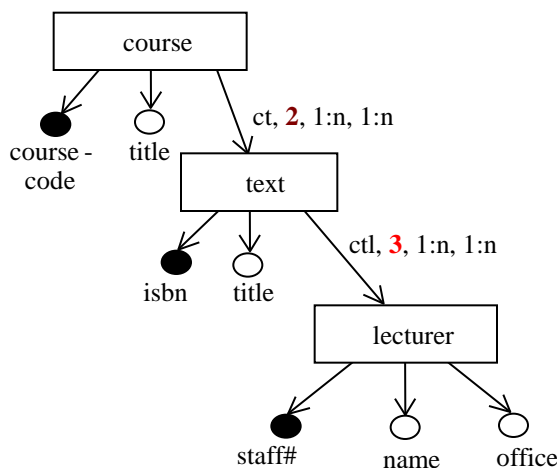 course
ct, 2, 1:n, 1:n
course -
code
title
text
ctl, 3, 1:n, 1:n
isbn
title
lecturer
staff#
name
office